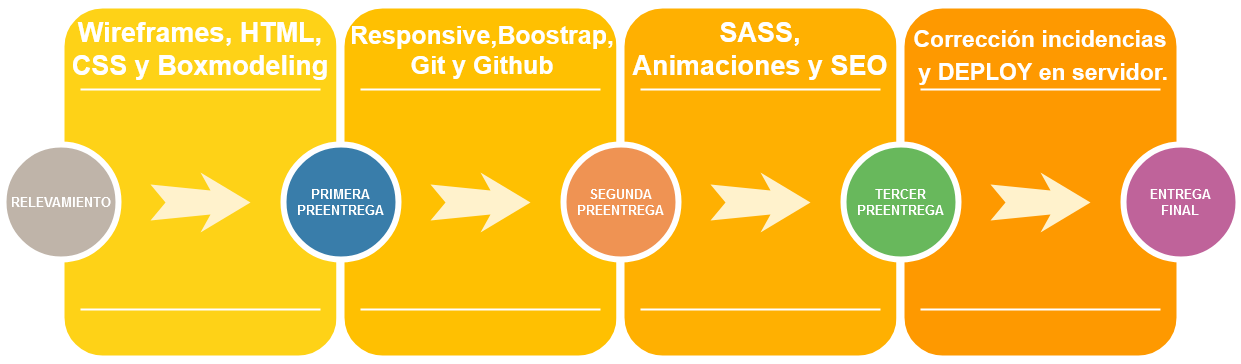 Wireframes, HTML,
CSS y Boxmodeling
Responsive,Boostrap,
Git y Github
SASS,
Animaciones y SEO
Corrección incidencias
y DEPLOY en servidor.
RELEVAMIENTO
PRIMERA
PREENTREGA
SEGUNDA
PREENTREGA
TERCER
PREENTREGA
ENTREGA
FINAL